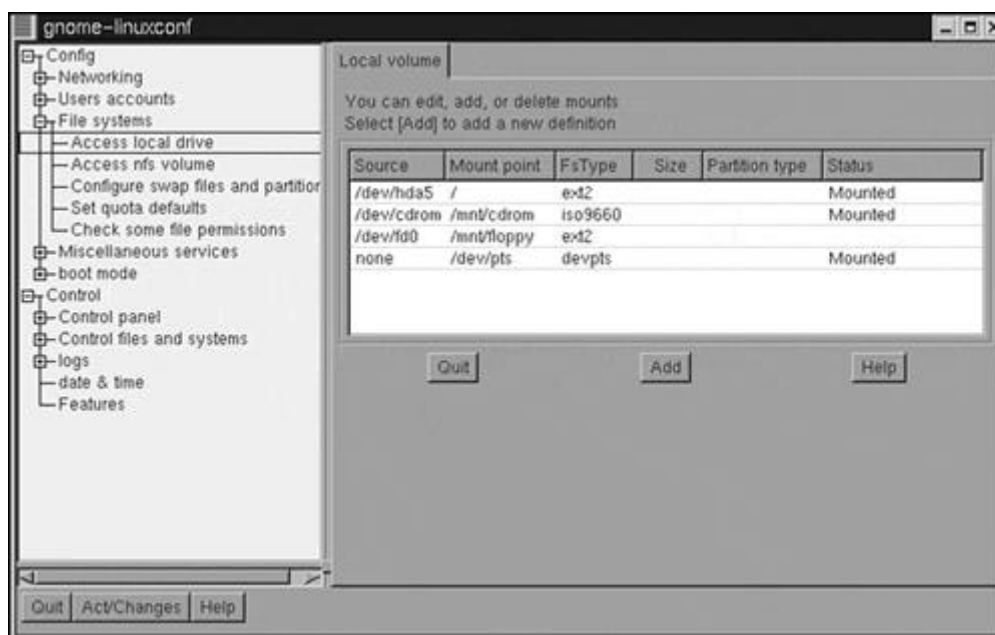 gnome-linuxconf
Config
Networking
Users accounts
File systems
Access local drive
Access nfs volume
Configure swap files and partition
Set quota defaults
Check some file permissions
Miscellaneous services
boot mode
Control
Control panel
Control files and systems
logs
date & time
Features
Local volume
You can edit, add, or delete mounts
Select [Add] to add a new definition
Source Mount point FsType Size Partition type Status
/dev/hda5 / ext2 Mounted
/dev/cdrom /mnt/cdrom iso9660 Mounted
/dev/fd0 /mnt/floppy ext2
none /dev/pts devpts Mounted
Quit Add Help
Quit Act/Changes Help